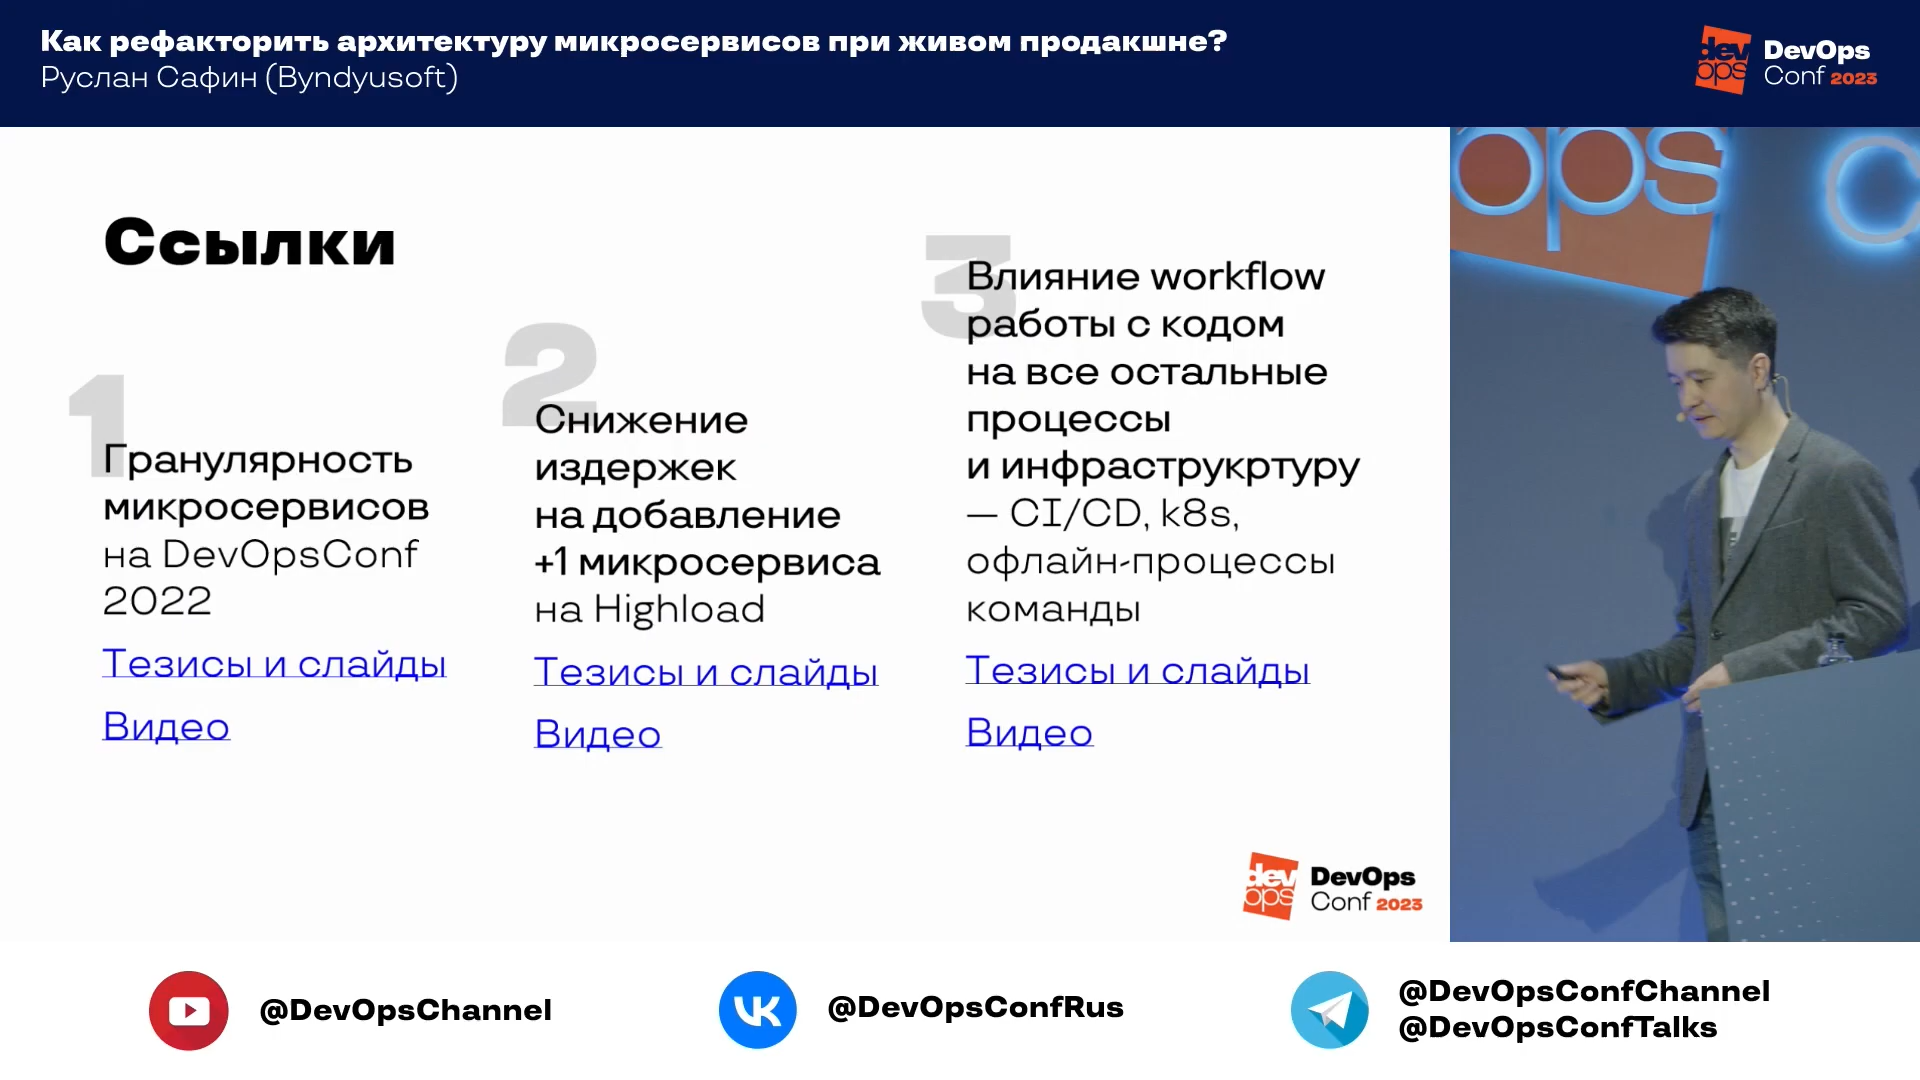 Как рефакторить архитектуру микросервисов при живом продакшне?
Руслан Сафин (Byndyusoft)
dev
ops
DevOps
Conf 2023
ops
C
Ссылки
1
Гранулярность
микросервисов
на DevOpsConf
2022
Тезисы и слайды
Видео
2
Снижение
издержек
на добавление
+1 микросервиса
на Highload
Тезисы и слайды
Видео
3
Влияние workflow
работы с кодом
на все остальные
процессы
и инфраструкртуру
— CI/CD, k8s,
офлайн-процессы
команды
Тезисы и слайды
Видео
dev
ops
DevOps
Conf 2023
@DevOpsChannel
@DevOpsConfRus
@DevOpsConfChannel
@DevOpsConfTalks